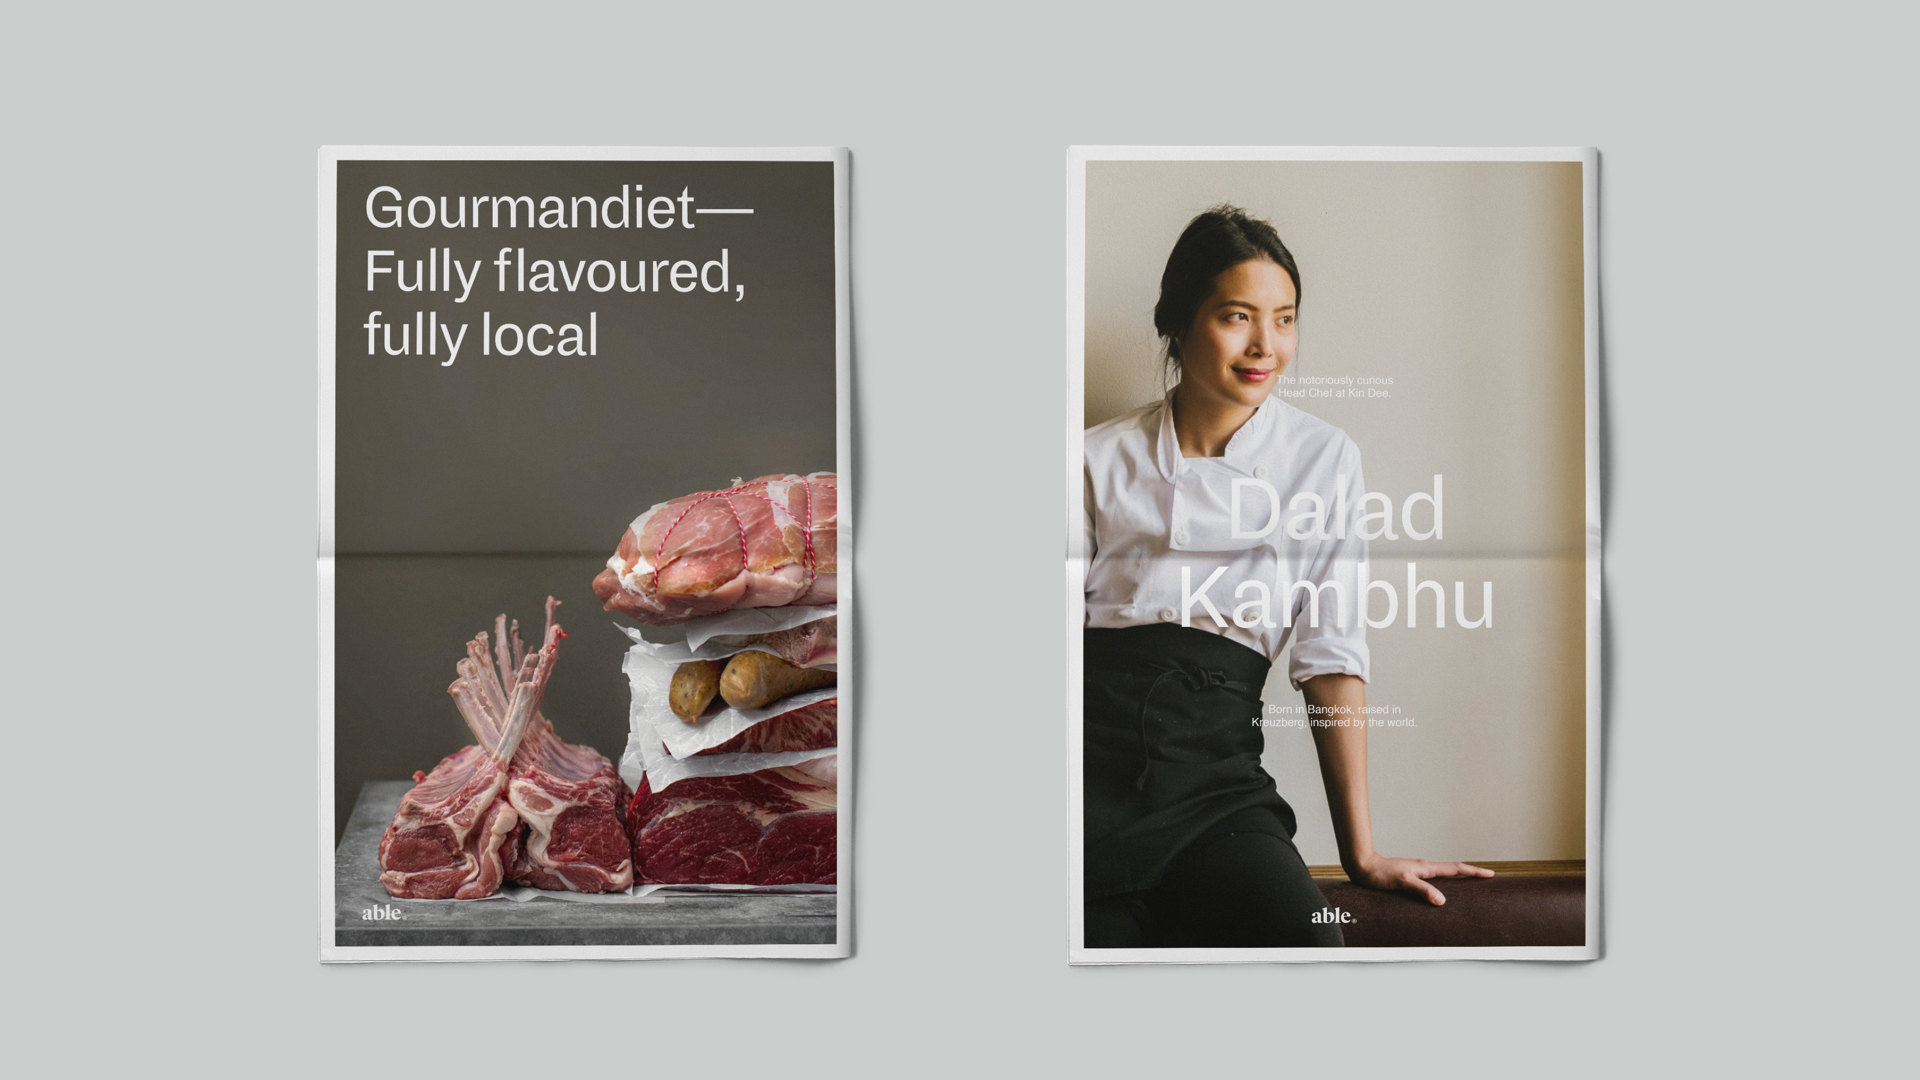 Gourmandiet—
Fully flavoured,
fully local
able
The notoriously curious
Head Chef at Kin Dee.
Dalad
Kambhu
Born in Bangkok, raised in
Kreuzberg, inspired by the world.
able®